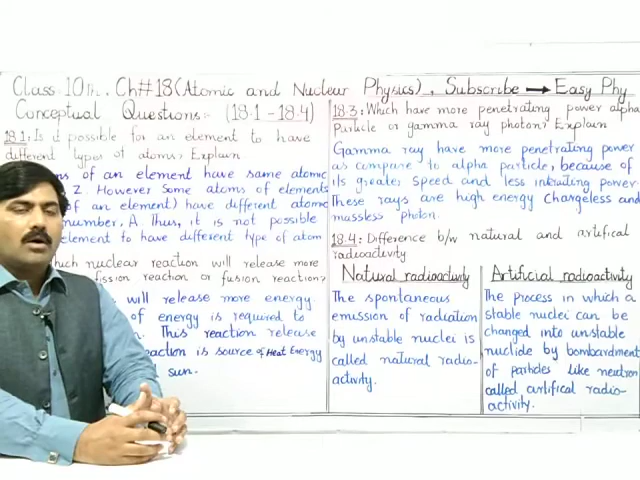 Class 10TH. Ch#18 (Atomic and Nuclear Physics), Subscribe → Easy Phy
Conceptual Questions:- (18.1 - 18.4)
18.1: Is it possible for an element to have
different types of atoms? Explain
ms of an element have same atomic
Z. However Some atoms of elements
of an element) have different atomic
number, A. Thus, it is not possible
element to have different type of atom
which nuclear reaction will release more
fission reaction or fusion reaction?
will release more energy.
of energy is required to
This reaction release
eaction is source of Heat Energy
sun.
18.3: Which have more penetrating power alpha
Particle or gamma ray photon? Explain
Gamma ray have more penetrating power
as compare to alpha particle, because of
its greater speed and less power.
These rays are high energy chargeless and
massless photon.
18.4: Difference b/w natural and artifical
radioactivity
Natural radioactivity
The spontaneous
emission of radiation
by unstable nuclei is
called natural radio-
activity.
Artificial radioactivity
The process in which a
stable nuclei can be
changed into unstable
nuclide by bombardment
of particles like neutron
called artifical radio-
activity.